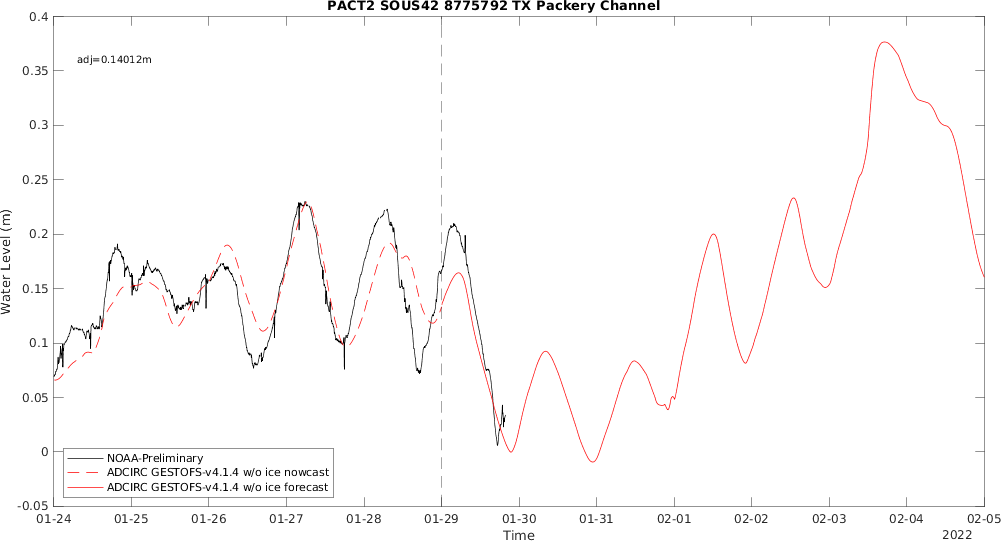 PACT2 SOUS42 8775792 TX Packery Channel
0.4
adj=0.14012m
0.35
0.3
0.25
0.2
0.15
0.1
0.05
0
-0.05
Water Level (m)
NOAA-Preliminary
ADCIRC GESTOFS-v4.1.4 w/o ice nowcast
ADCIRC GESTOFS-v4.1.4 w/o ice forecast
01-24 01-25 01-26 01-27 01-28 01-29 01-30 01-31 02-01 02-02 02-03 02-04 02-05
Time
2022